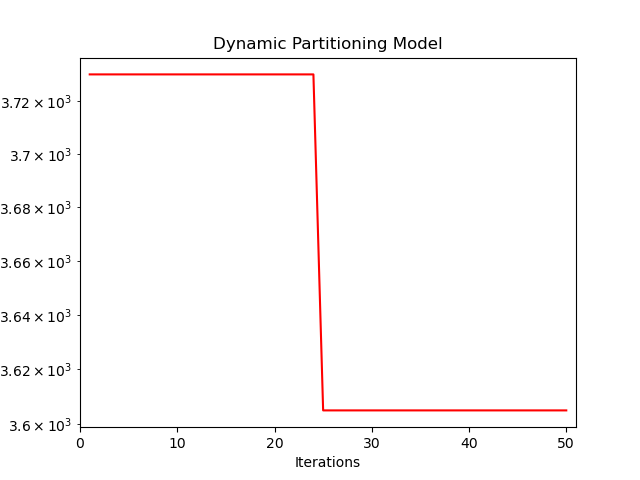 Dynamic Partitioning Model
3.72 × 10³
3.7 × 10³
3.68 × 10³
3.66 × 10³
3.64 × 10³
3.62 × 10³
3.6 × 10³
0 10 20 30 40 50
Iterations